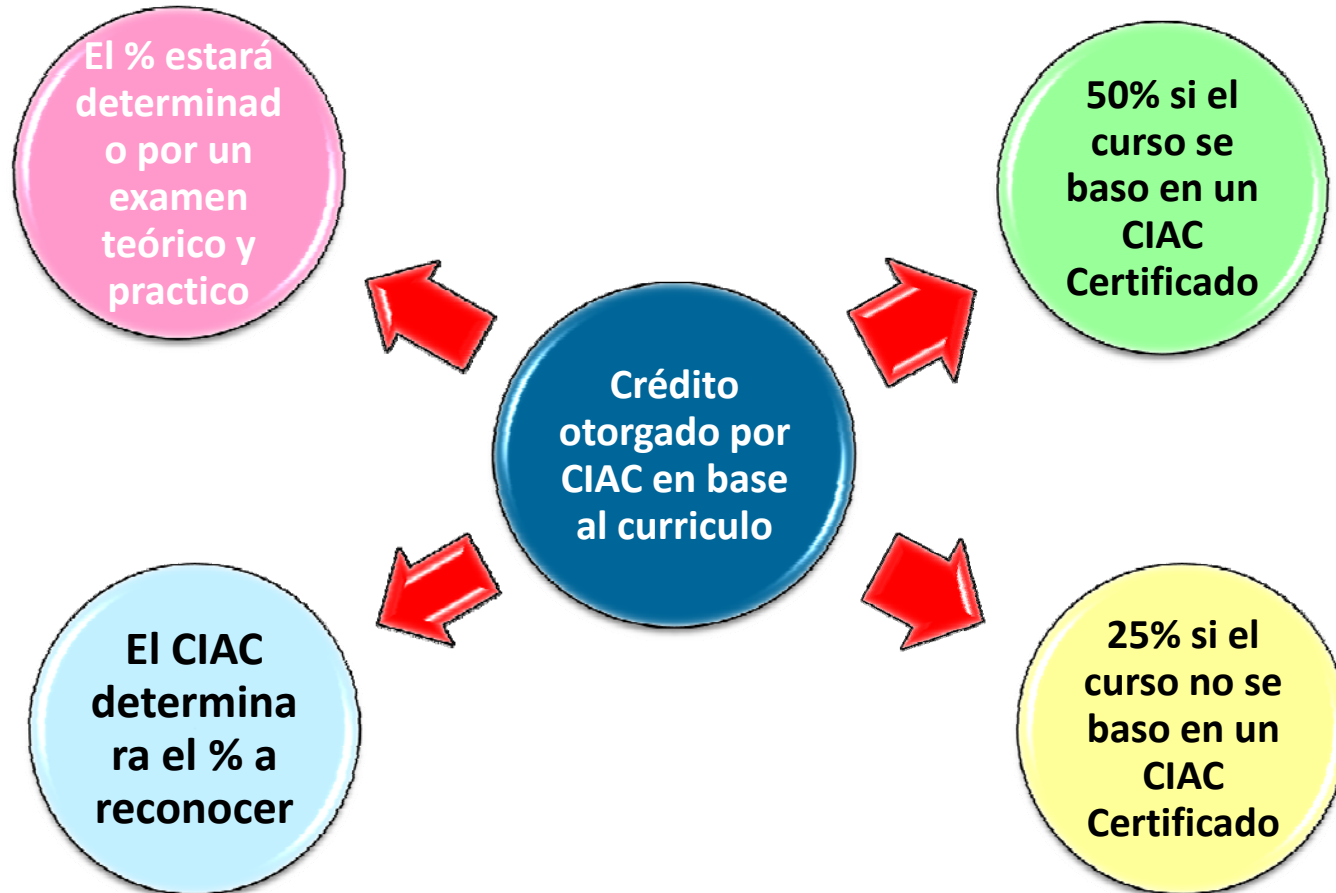 El % estará
determinad
o por un
examen
teórico y
practico
50% si el
curso se
baso en un
CIAC
Certificado
Crédito
otorgado por
CIAC en base
al curriculo
El CIAC
determina
ra el % a
reconocer
25% si el
curso no se
baso en un
CIAC
Certificado